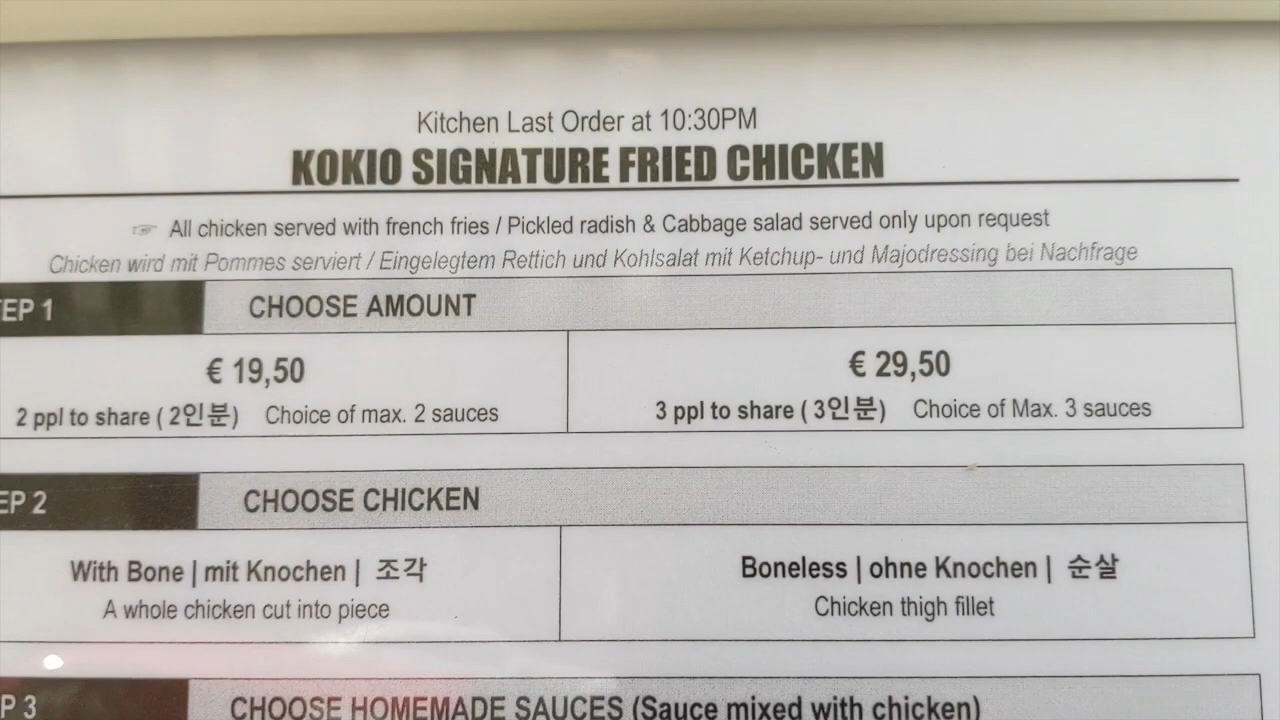 Kitchen Last Order at 10:30PM
KOKIO SIGNATURE FRIED CHICKEN
☞ All chicken served with french fries / Pickled radish & Cabbage salad served only upon request
Chicken wird mit Pommes serviert / Eingelegtem Rettich und Kohlsalat mit Ketchup- und Majodressing bei Nachfrage
EP 1 CHOOSE AMOUNT
€ 19,50
2 ppl to share ( 2인분) Choice of max. 2 sauces
€ 29,50
3 ppl to share ( 3인분) Choice of Max. 3 sauces
EP 2 CHOOSE CHICKEN
With Bone | mit Knochen | 조각
A whole chicken cut into piece
Boneless | ohne Knochen | 순살
Chicken thigh fillet
P 3 CHOOSE HOMEMADE SAUCES (Sauce mixed with chicken)